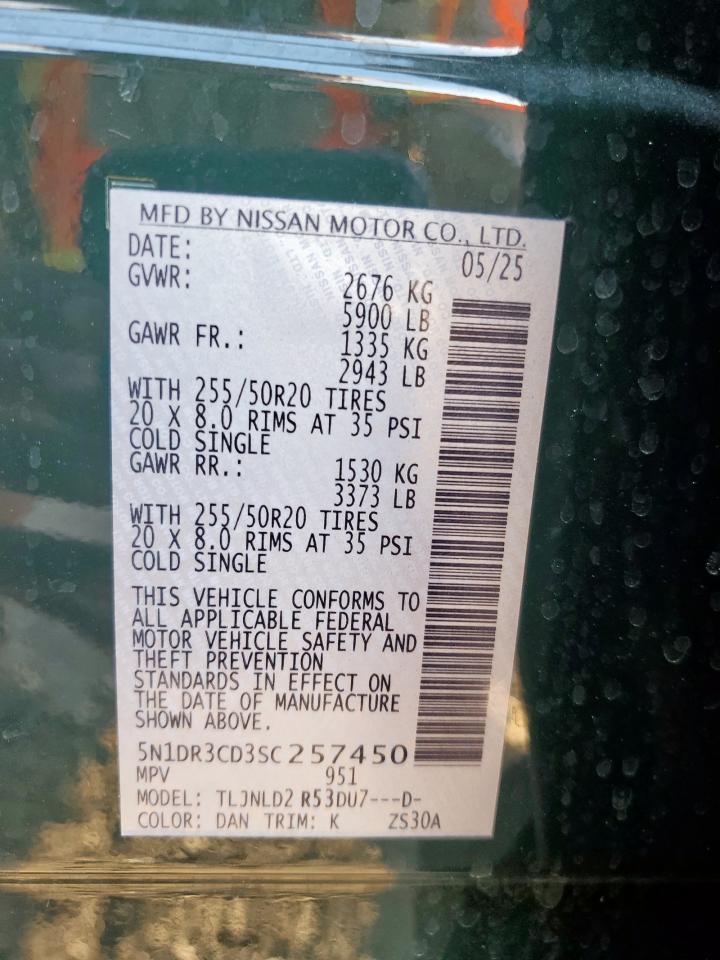 MFD BY NISSAN MOTOR CO., LTD.
DATE: 05/25
GVWR: 2676 KG
5900 LB
GAWR FR.: 1335 KG
2943 LB
WITH 255/50R20 TIRES
20 X 8.0 RIMS AT 35 PSI
COLD SINGLE
GAWR RR.: 1530 KG
3373 LB
WITH 255/50R20 TIRES
20 X 8.0 RIMS AT 35 PSI
COLD SINGLE
THIS VEHICLE CONFORMS TO
ALL APPLICABLE FEDERAL
MOTOR VEHICLE SAFETY AND
THEFT PREVENTION
STANDARDS IN EFFECT ON
THE DATE OF MANUFACTURE
SHOWN ABOVE.
5N1DR3CD3SC257450
MPV 951
MODEL: TLJNLD2 R53DU7---D-
COLOR: DAN TRIM: K ZS30A